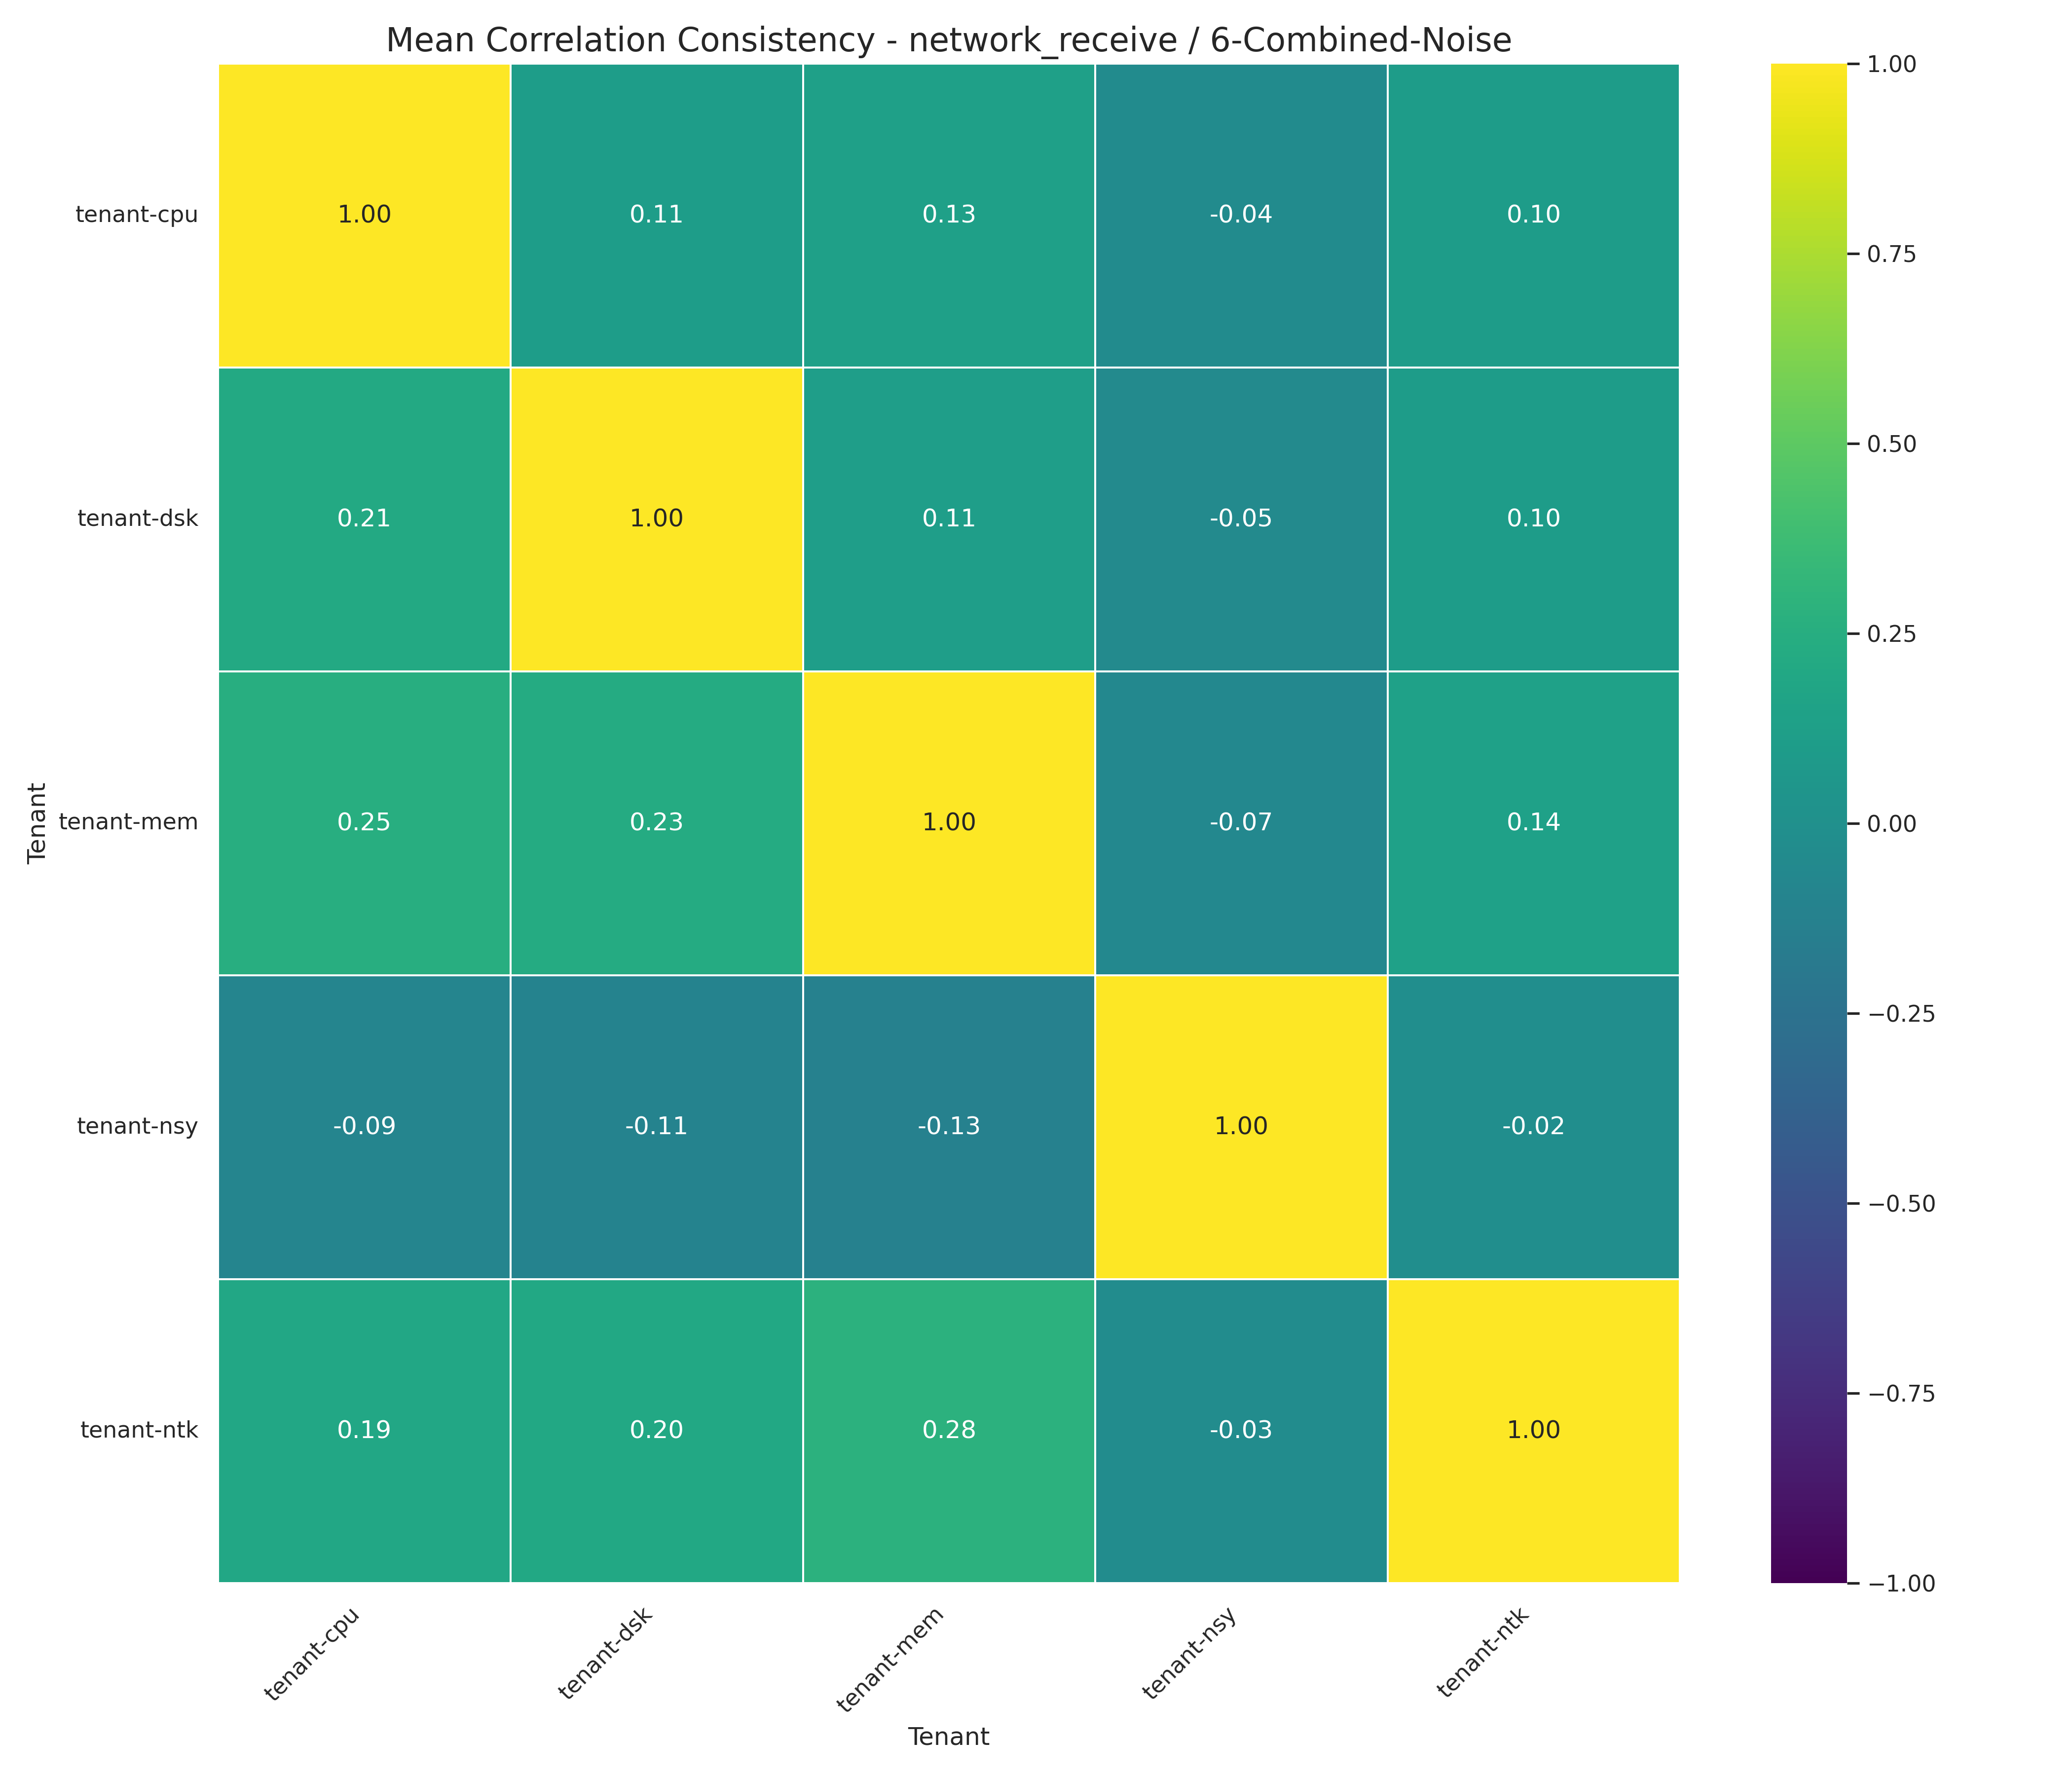 Mean Correlation Consistency - network_receive / 6-Combined-Noise
Tenant
tenant-cpu 1.00 0.11 0.13 -0.04 0.10
tenant-dsk 0.21 1.00 0.11 -0.05 0.10
tenant-mem 0.25 0.23 1.00 -0.07 0.14
tenant-nsy -0.09 -0.11 -0.13 1.00 -0.02
tenant-ntk 0.19 0.20 0.28 -0.03 1.00
tenant-cpu tenant-dsk tenant-mem tenant-nsy tenant-ntk
Tenant
1.00
0.75
0.50
0.25
0.00
−0.25
−0.50
−0.75
−1.00